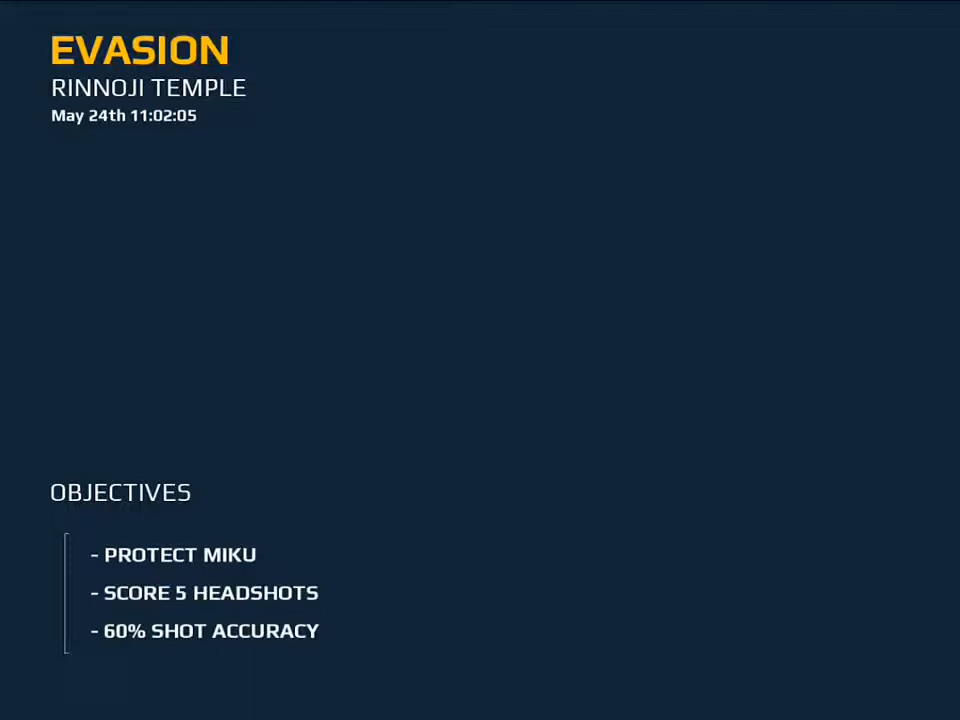 EVASION
RINNOJI TEMPLE
May 24th 11:02:05
OBJECTIVES
- PROTECT MIKU
- SCORE 5 HEADSHOTS
- 60% SHOT ACCURACY